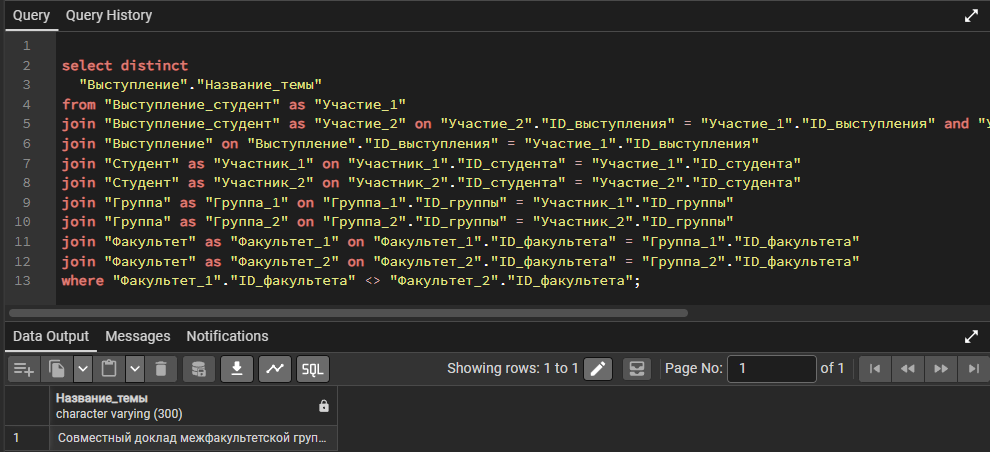 Query Query History
1
2 select distinct
3 "Выступление"."Название_темы"
4 from "Выступление_студент" as "Участие_1"
5 join "Выступление_студент" as "Участие_2" on "Участие_2"."ID_выступления" = "Участие_1"."ID_выступления" and
6 join "Выступление" on "Выступление"."ID_выступления" = "Участие_1"."ID_выступления"
7 join "Студент" as "Участник_1" on "Участник_1"."ID_студента" = "Участие_1"."ID_студента"
8 join "Студент" as "Участник_2" on "Участник_2"."ID_студента" = "Участие_2"."ID_студента"
9 join "Группа" as "Группа_1" on "Группа_1"."ID_группы" = "Участник_1"."ID_группы"
10 join "Группа" as "Группа_2" on "Группа_2"."ID_группы" = "Участник_2"."ID_группы"
11 join "Факультет" as "Факультет_1" on "Факультет_1"."ID_факультета" = "Группа_1"."ID_факультета"
12 join "Факультет" as "Факультет_2" on "Факультет_2"."ID_факультета" = "Группа_2"."ID_факультета"
13 where "Факультет_1"."ID_факультета" <> "Факультет_2"."ID_факультета";
Data Output Messages Notifications
SQL Showing rows: 1 to 1 Page No: 1 of 1
Название_темы
character varying (300)
1 Совместный доклад межфакультетской груп...